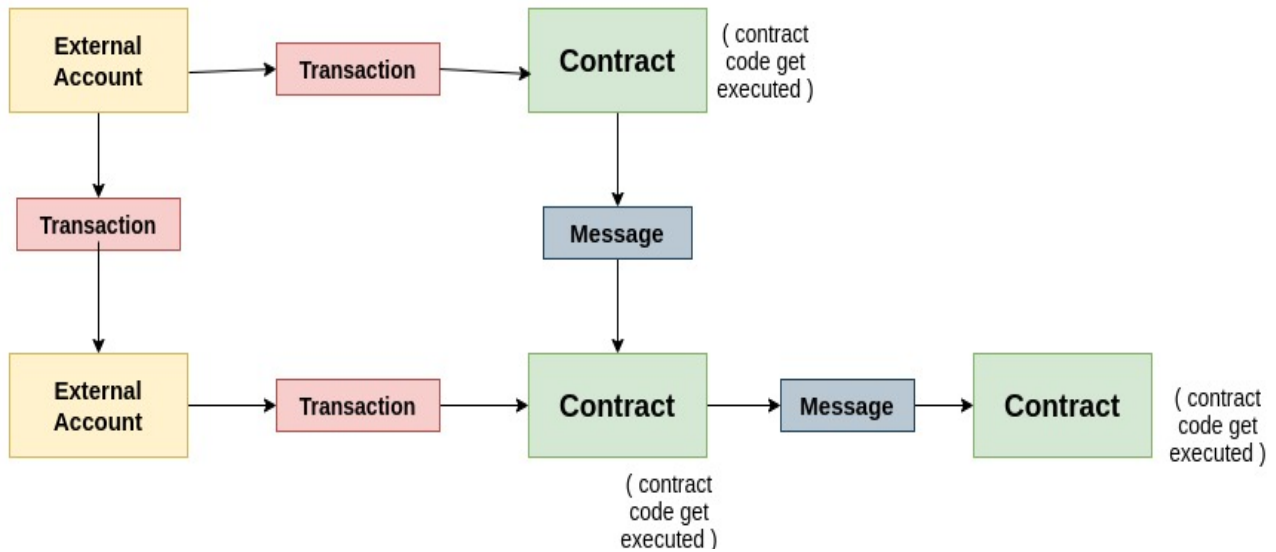 External
Account
Transaction
Contract
( contract
code get
executed )
Transaction
Message
External
Account
Transaction
Contract
Message
Contract
( contract
code get
executed )
( contract
code get
executed )